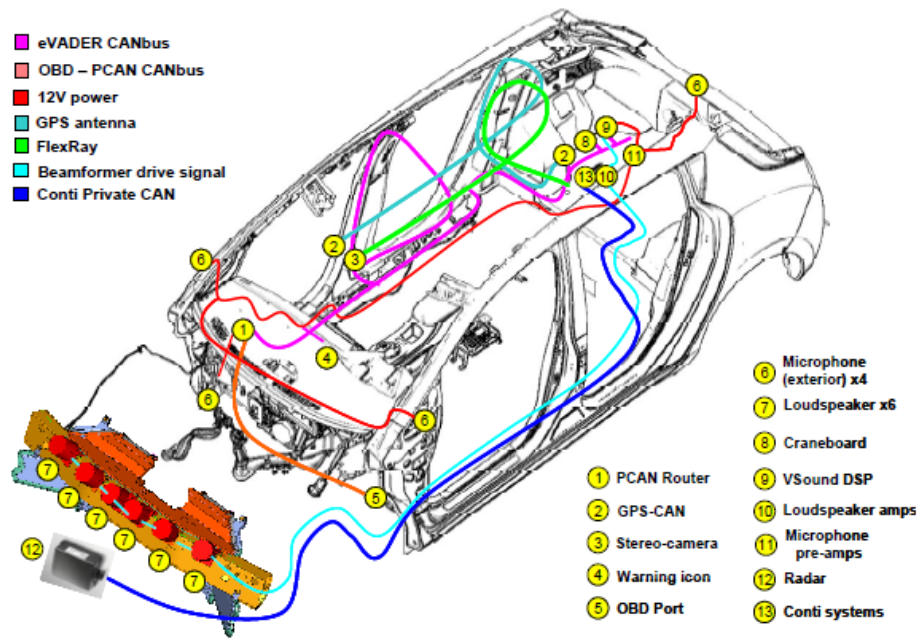 eVADER CANbus
OBD – PCAN CANbus
12V power
GPS antenna
FlexRay
Beamformer drive signal
Conti Private CAN
6
9
8
2
11
13
10
2
3
6
1
4
6
6
5
7
7
7
7
7
7
12
1 PCAN Router
2 GPS-CAN
3 Stereo-camera
4 Warning icon
5 OBD Port
6 Microphone
(exterior) x4
7 Loudspeaker x6
8 Craneboard
9 VSound DSP
10 Loudspeaker amps
11 Microphone
pre-amps
12 Radar
13 Conti systems